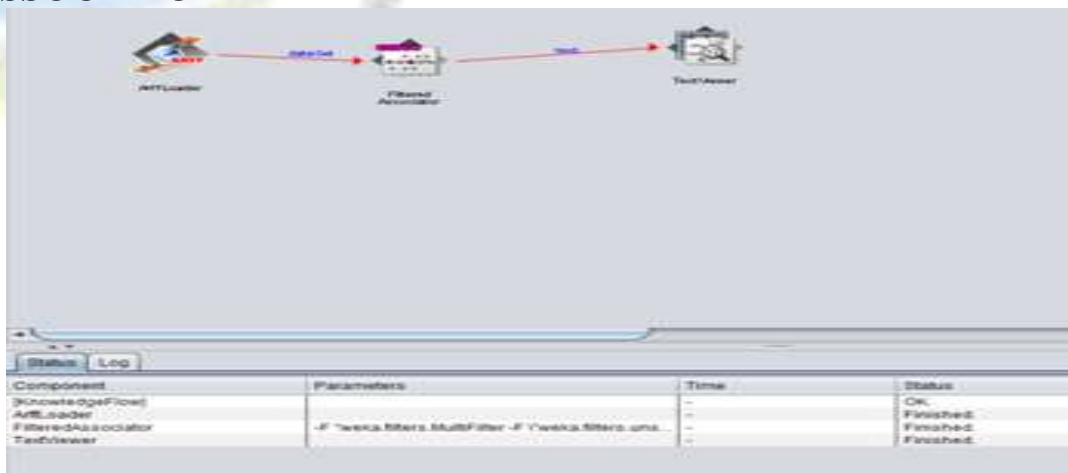 ARFF
dataSet
text
ArffLoader
Filtered
Associator
TextViewer
Status Log
Component Parameters Time Status
[KnowledgeFlow] - OK.
ArffLoader - Finished.
FilteredAssociator -F "weka.filters.MultiFilter -F \"weka.filters.uns... - Finished.
TextViewer - Finished.